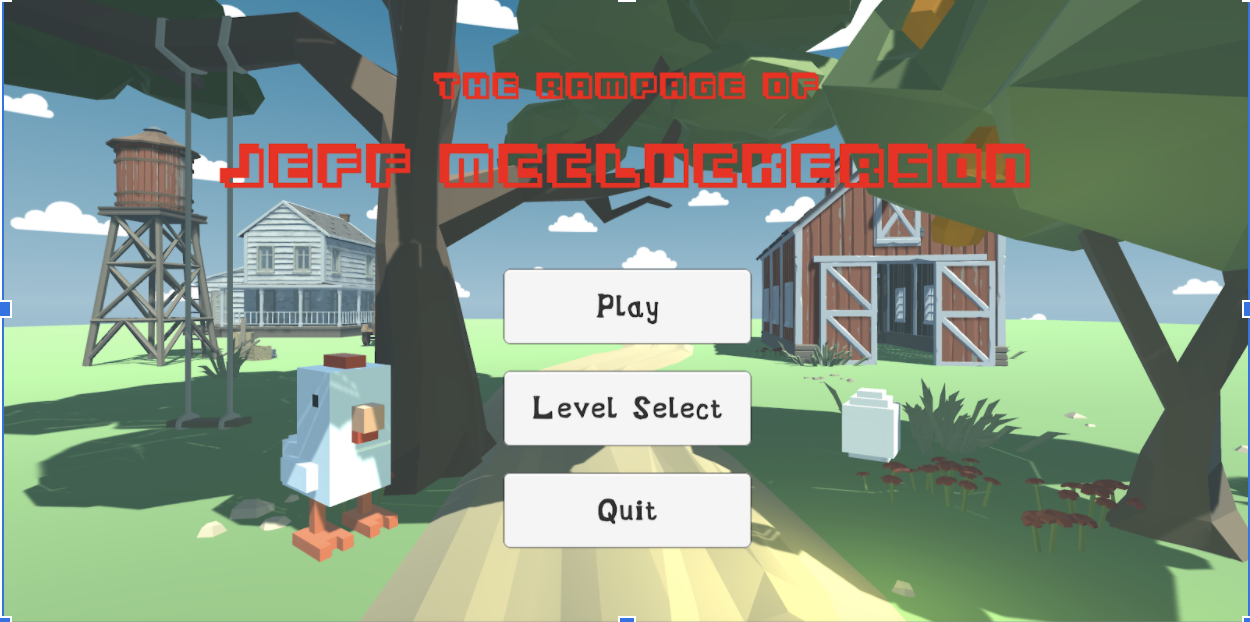 THE RAMPAGE OF
JEFF MCCLUCKERSON
Play
Level Select
Quit